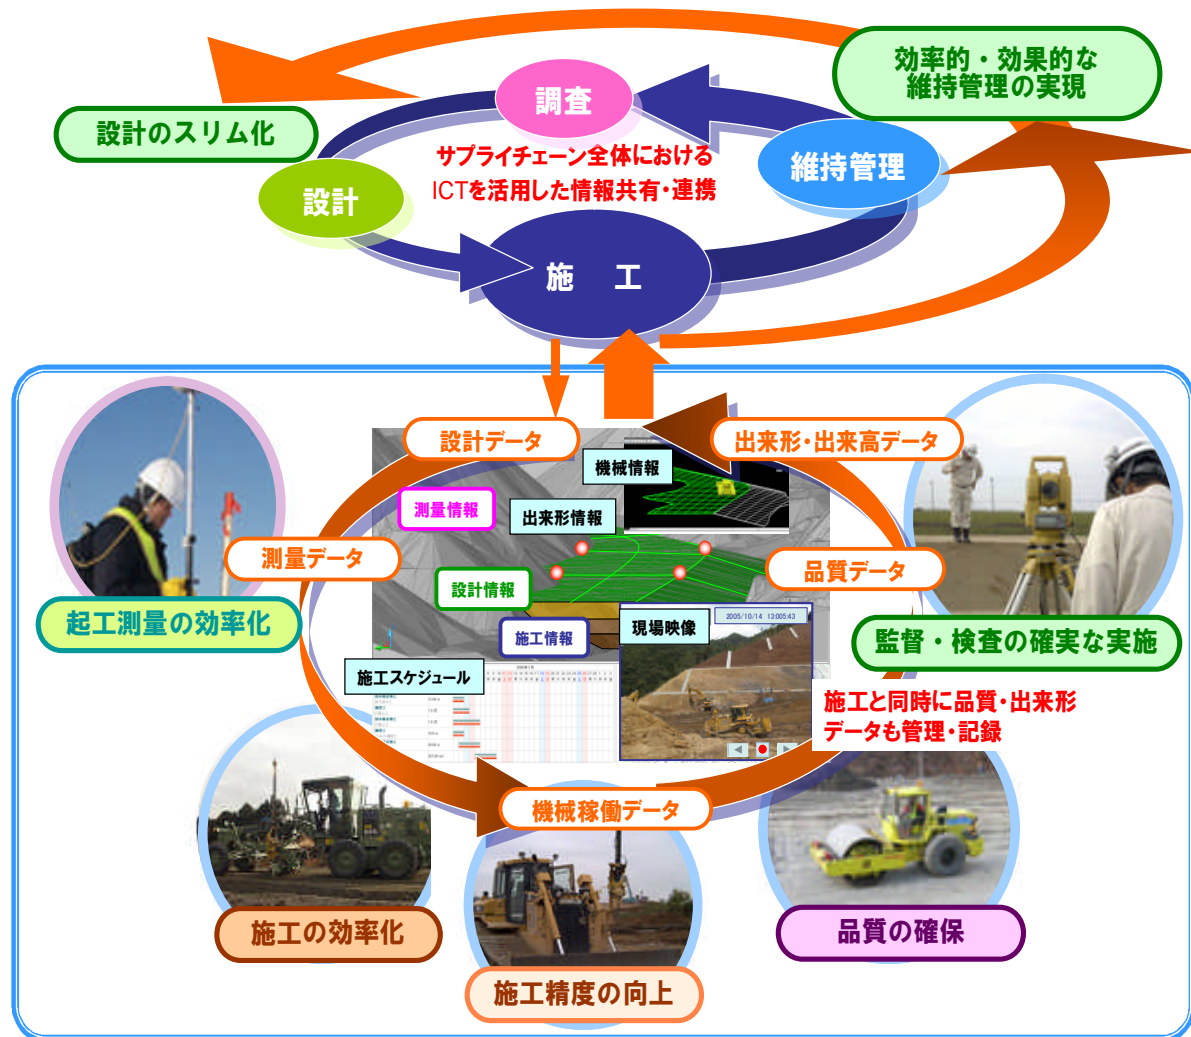 効率的・効果的な
維持管理の実現
調査
設計のスリム化
サプライチェーン全体における
ICTを活用した情報共有・連携
維持管理
設計
施 工
設計データ
出来形・出来高データ
機械情報
測量情報
出来形情報
測量データ
品質データ
設計情報
起工測量の効率化
施工情報
現場映像
2005/10/14 13:005:43
監督・検査の確実な実施
施工スケジュール
施工と同時に品質・出来形
データも管理・記録
機械稼働データ
施工の効率化
品質の確保
施工精度の向上